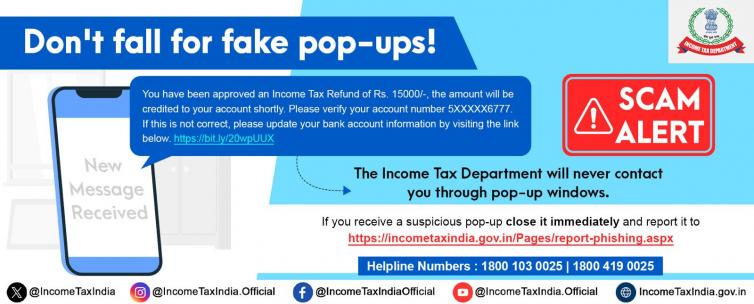 Don't fall for fake pop-ups!
INCOME TAX DEPARTMENT
You have been approved an Income Tax Refund of Rs. 15000/-, the amount will be
credited to your account shortly. Please verify your account number 5XXXXX6777.
If this is not correct, please update your bank account information by visiting the link
below. https://bit.ly/20wpUUX
SCAM
ALERT
New
Message
Received
The Income Tax Department will never contact
you through pop-up windows.
If you receive a suspicious pop-up close it immediately and report it to
https://incometaxindia.gov.in/Pages/report-phishing.aspx
Helpline Numbers : 1800 103 0025 | 1800 419 0025
@IncomeTaxIndia
@IncomeTaxIndia.Official
@IncomeTaxIndiaOfficial
@IncomeTaxIndia.Official
IncomeTaxIndia.gov.in